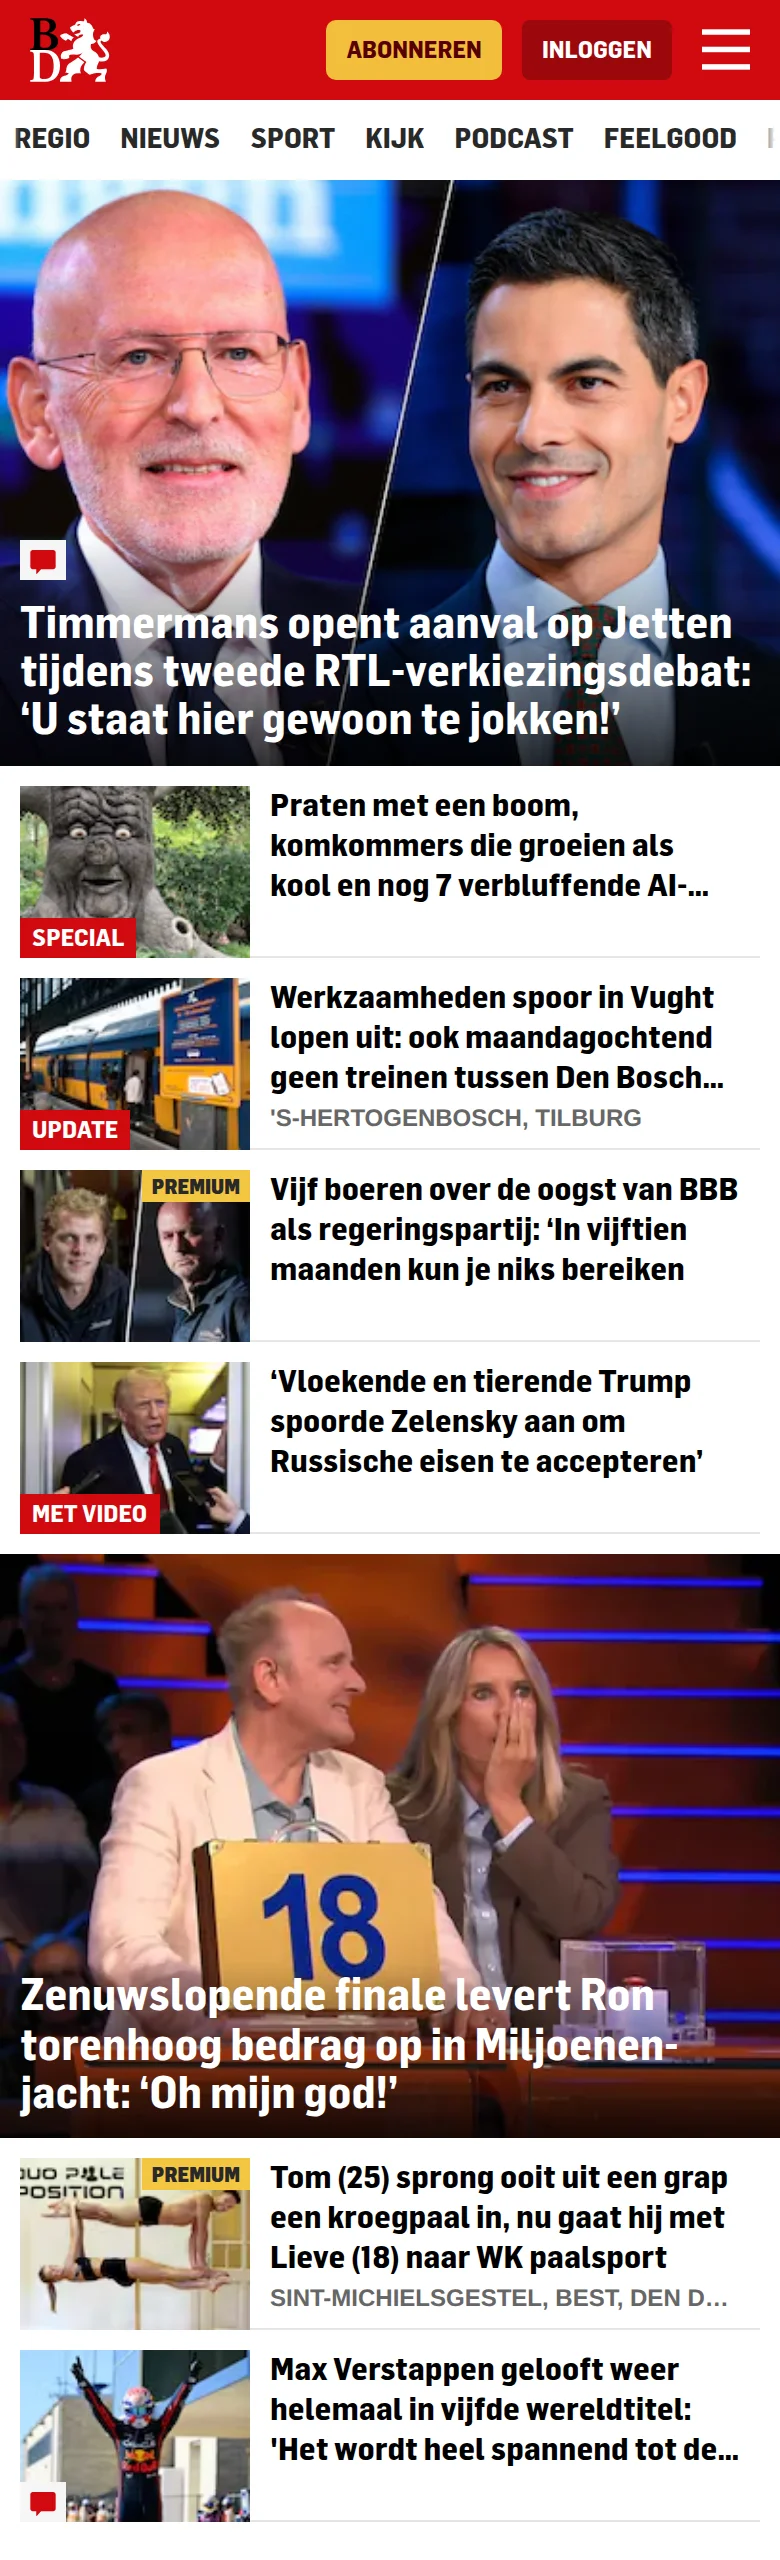 BD
ABONNEREN
INLOGGEN
REGIO NIEUWS SPORT KIJK PODCAST FEELGOOD
Timmermans opent aanval op Jetten
tijdens tweede RTL-verkiezingsdebat:
‘U staat hier gewoon te jokken!’
SPECIAL
Praten met een boom,
komkommers die groeien als
kool en nog 7 verbluffende AI-...
UPDATE
Werkzaamheden spoor in Vught
lopen uit: ook maandagochtend
geen treinen tussen Den Bosch...
'S-HERTOGENBOSCH, TILBURG
PREMIUM
Vijf boeren over de oogst van BBB
als regeringspartij: ‘In vijftien
maanden kun je niks bereiken
MET VIDEO
‘Vloekende en tierende Trump
spoorde Zelensky aan om
Russische eisen te accepteren’
18
Zenuwslopende finale levert Ron
torenhoog bedrag op in Miljoenen-
jacht: ‘Oh mijn god!’
DUO POLE
POSITION
PREMIUM
Tom (25) sprong ooit uit een grap
een kroegpaal in, nu gaat hij met
Lieve (18) naar WK paalsport
SINT-MICHIELSGESTEL, BEST, DEN D...
Red Bull
Max Verstappen gelooft weer
helemaal in vijfde wereldtitel:
'Het wordt heel spannend tot de...